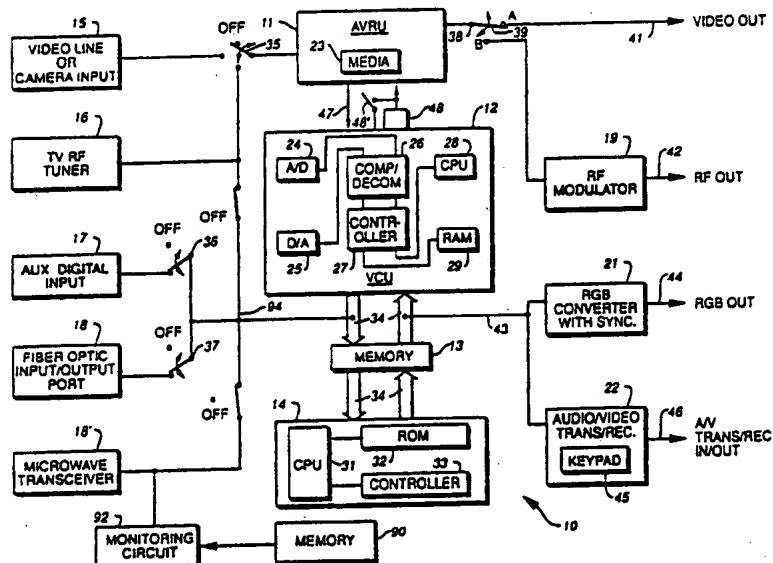 15
VIDEO LINE
OR
CAMERA INPUT
OFF
35
11
AVRU
23
MEDIA
38
A
39
B
41
VIDEO OUT
16
TV RF
TUNER
47
48'
48
12
24
A/D
26
COMP/
DECOM
28
CPU
CONTR-
OLLER
27
D/A
25
RAM
29
VCU
19
RF
MODULATOR
42
RF OUT
OFF
17
AUX DIGITAL
INPUT
OFF
36
94
34
43
21
RGB
CONVERTER
WITH SYNC.
44
RGB OUT
18
FIBER OPTIC
INPUT/OUTPUT
PORT
OFF
37
MEMORY
13
34
22
AUDIO/VIDEO
TRANS/REC.
KEYPAD
45
46
A/V
TRANS/REC
IN/OUT
OFF
14
CPU
31
ROM
32
33
CONTROLLER
18'
MICROWAVE
TRANSCEIVER
10
92
MONITORING
CIRCUIT
MEMORY
90